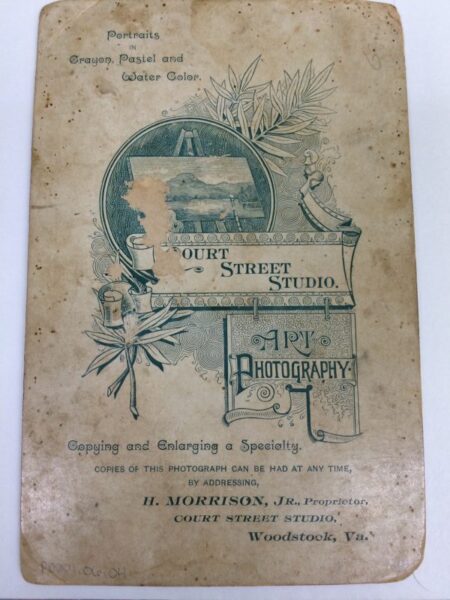 Portraits
IN
Crayon, Pastel and
Water Color.
OURT
STREET
STUDIO.
ART
PHOTOGRAPHY
Copying and Enlarging a Specialty.
COPIES OF THIS PHOTOGRAPH CAN BE HAD AT ANY TIME,
BY ADDRESSING,
H. MORRISON, JR., Proprietor,
COURT STREET STUDIO,
Woodstock, Va.